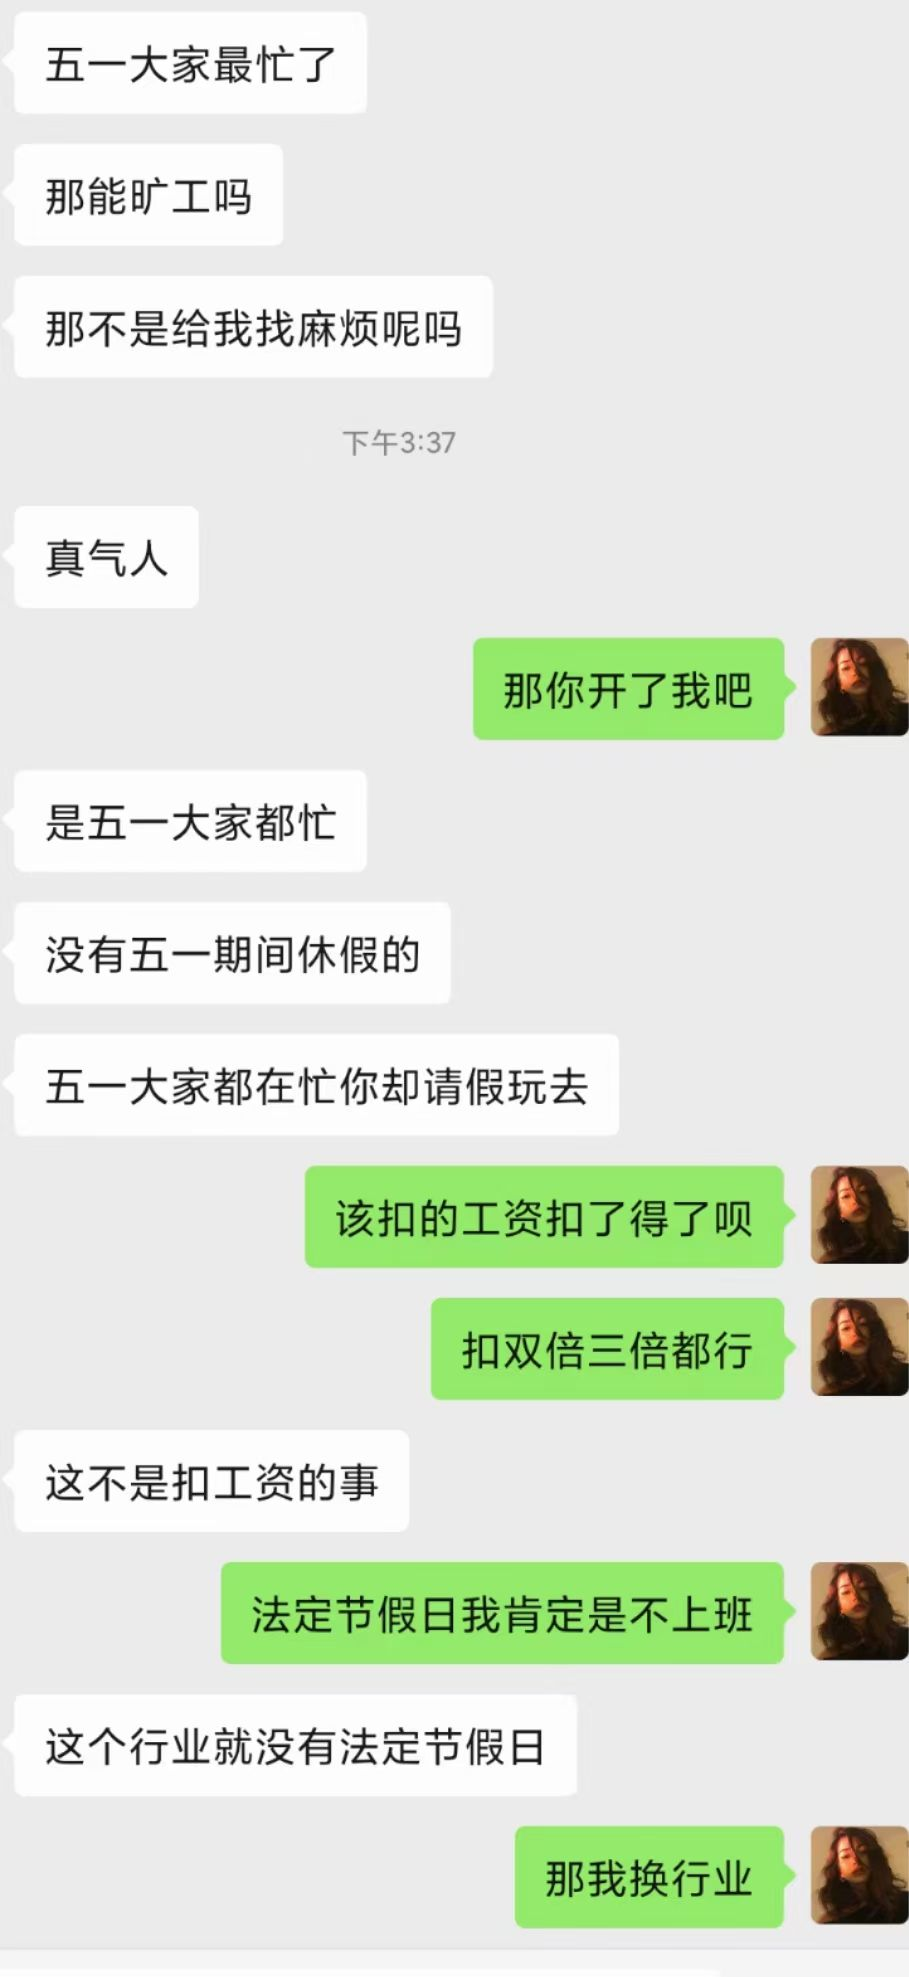 五一大家最忙了
那能旷工吗
那不是给我找麻烦呢吗
下午3:37
真气人
那你开了我吧
是五一大家都忙
没有五一期间休假的
五一大家都在忙你却请假玩去
该扣的工资扣了得了呗
扣双倍三倍都行
这不是扣工资的事
法定节假日我肯定是不上班
这个行业就没有法定节假日
那我换行业